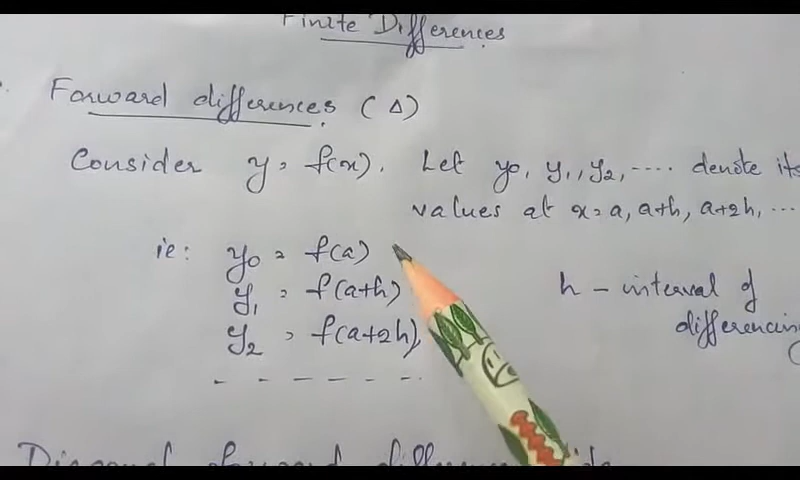 Finite Differences
Forward differences (Δ)
Consider y = f(x). Let y₀, y₁, y₂, .... denote its
values at x = a, a+h, a+2h, ...
ie: y₀ = f(a)
y₁ = f(a+h)
h - interval of
y₂ = f(a+2h),
differencing